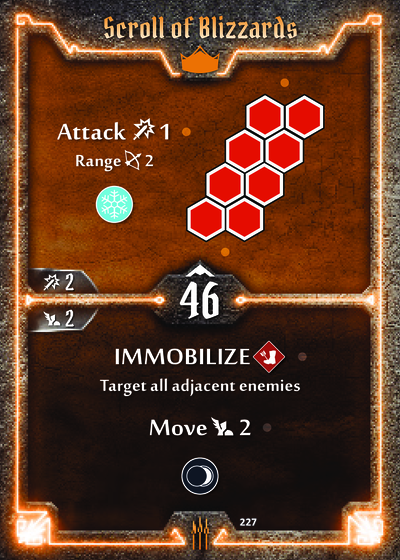 Scroll of Blizzards
Attack 1
Range 2
2
46
2
IMMOBILIZE
Target all adjacent enemies
Move 2
227